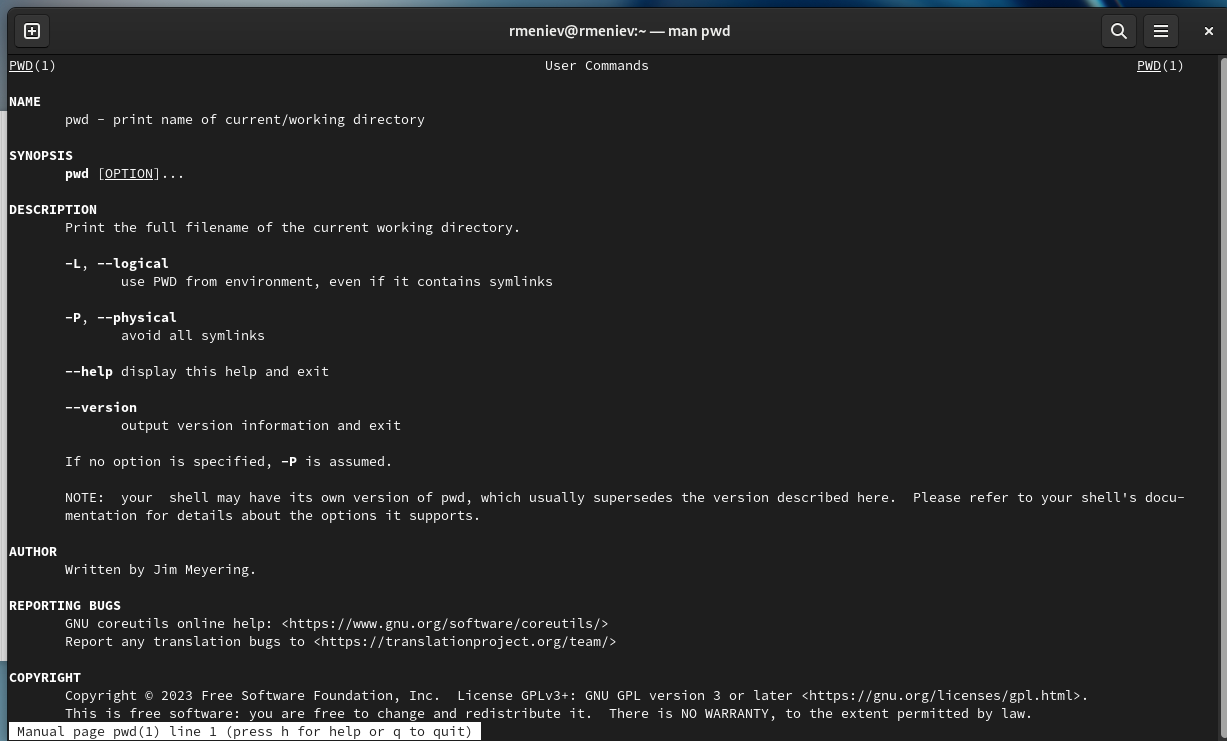 rmeniev@rmeniev:~ — man pwd
PWD(1) User Commands PWD(1)
NAME
pwd - print name of current/working directory
SYNOPSIS
pwd [OPTION]...
DESCRIPTION
Print the full filename of the current working directory.
-L, --logical
use PWD from environment, even if it contains symlinks
-P, --physical
avoid all symlinks
--help display this help and exit
--version
output version information and exit
If no option is specified, -P is assumed.
NOTE:  your  shell may have its own version of pwd, which usually supersedes the version described here.  Please refer to your shell's docu-
mentation for details about the options it supports.
AUTHOR
Written by Jim Meyering.
REPORTING BUGS
GNU coreutils online help: <https://www.gnu.org/software/coreutils/>
Report any translation bugs to <https://translationproject.org/team/>
COPYRIGHT
Copyright © 2023 Free Software Foundation, Inc.  License GPLv3+: GNU GPL version 3 or later <https://gnu.org/licenses/gpl.html>.
This is free software: you are free to change and redistribute it.  There is NO WARRANTY, to the extent permitted by law.
Manual page pwd(1) line 1 (press h for help or q to quit)